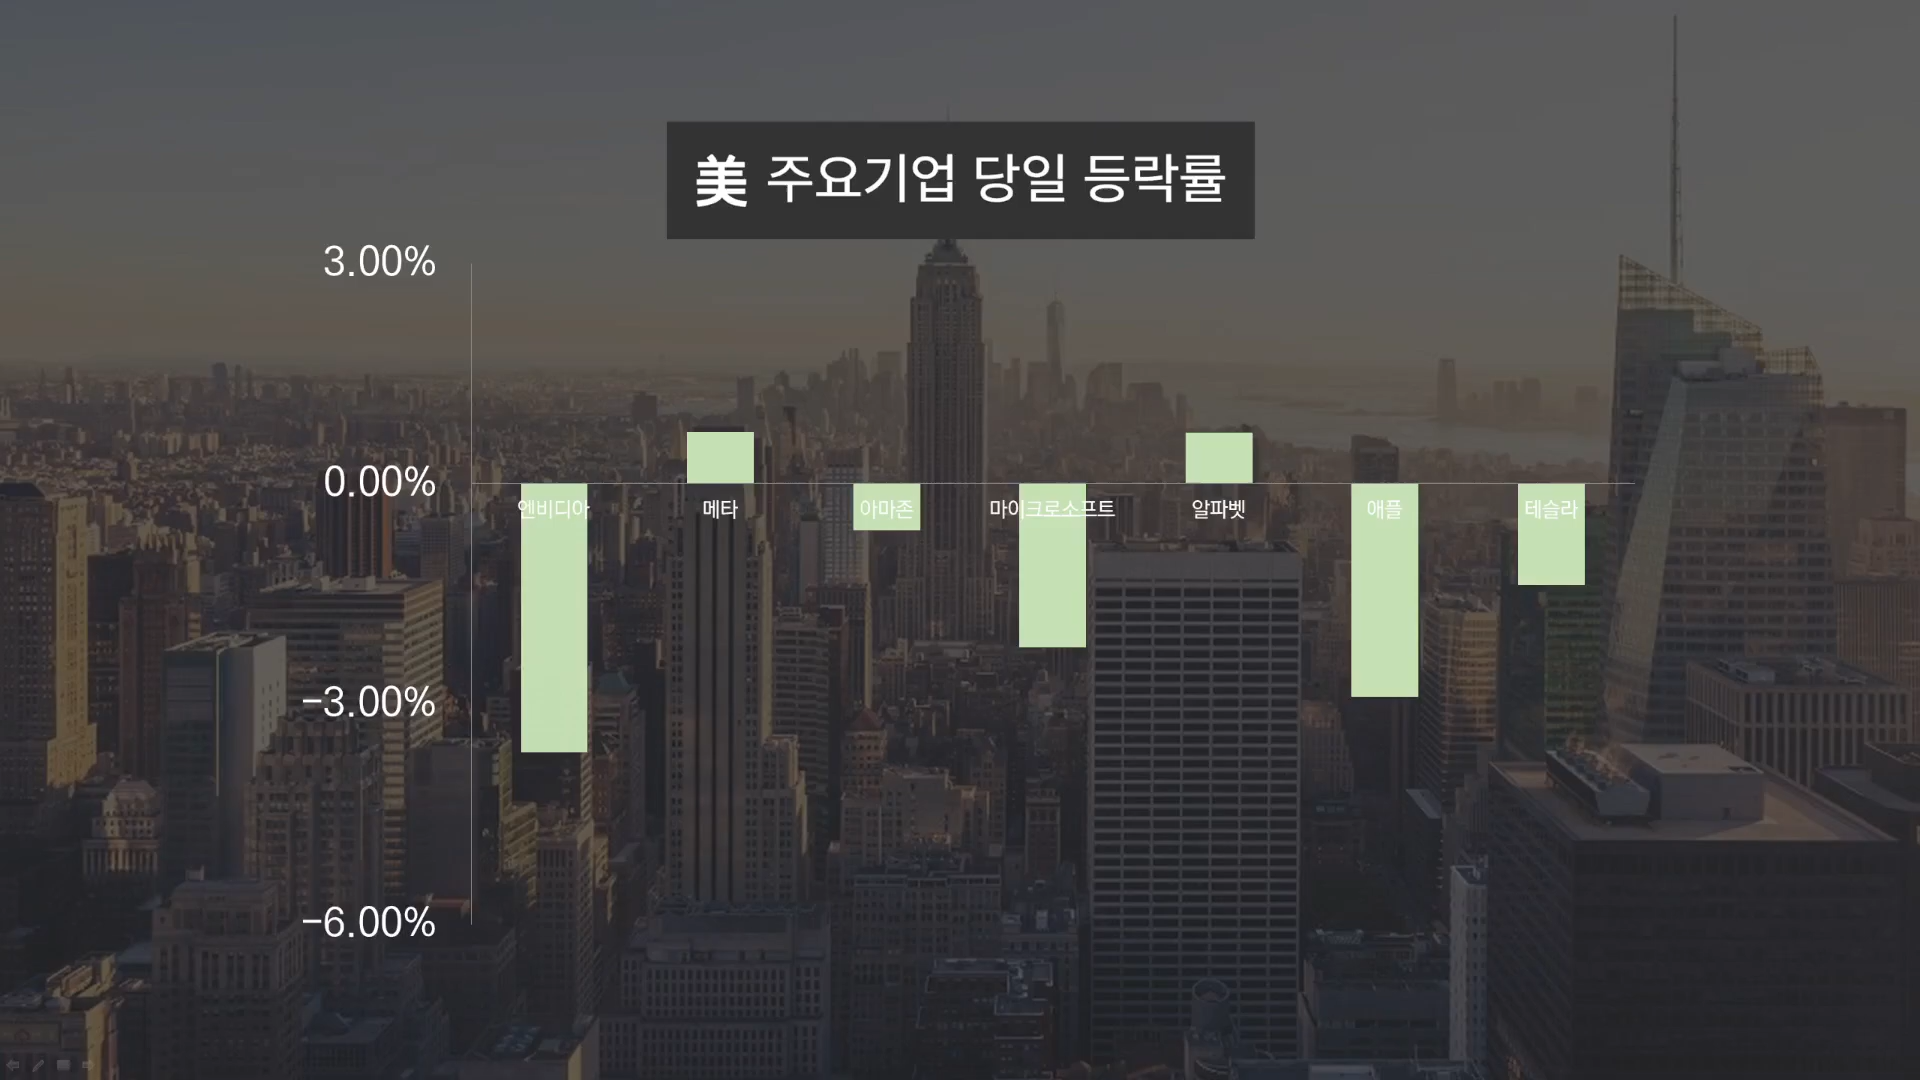 美 주요기업 당일 등락률
3.00%
0.00%
-3.00%
-6.00%
엔비디아
메타
아마존
마이크로소프트
알파벳
애플
테슬라